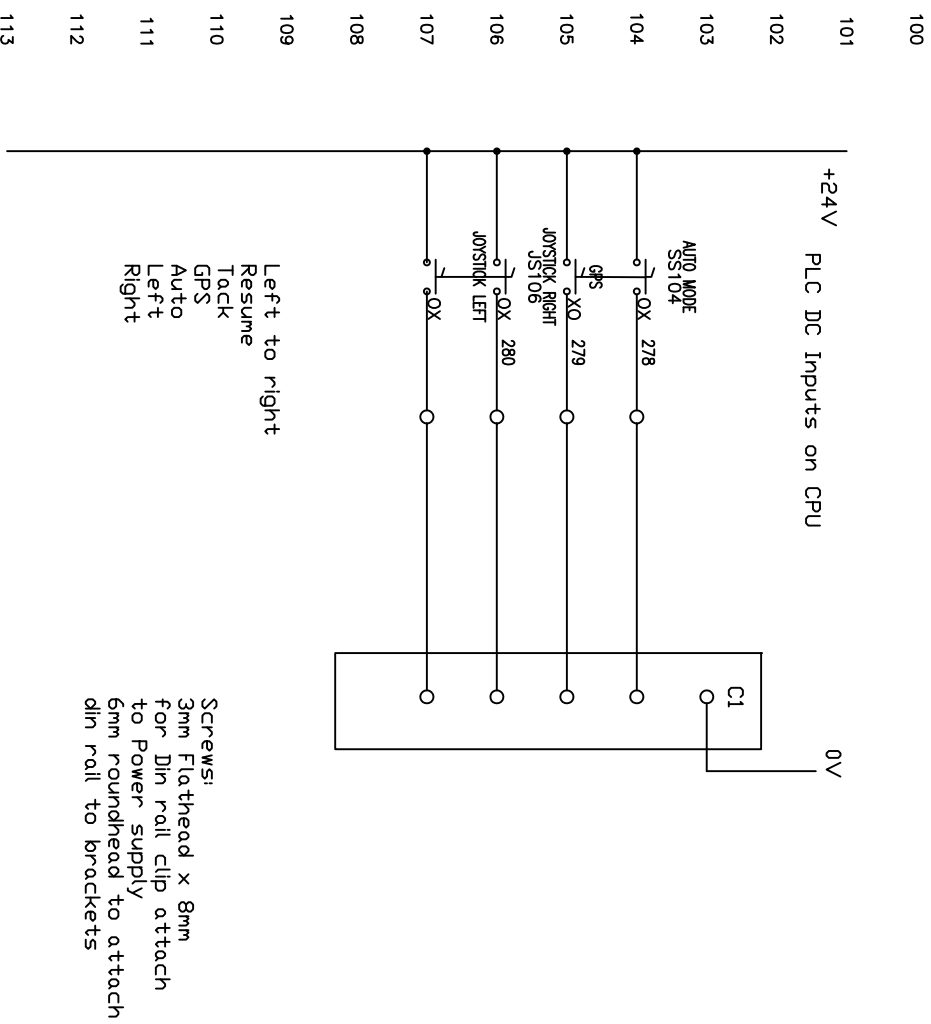 100
101
102
103
104
105
106
107
108
109
110
111
112
113
+24V
PLC DC Inputs on CPU
0V
C1
AUTO MODE
SS104
OX
278
GPS
XO
279
JOYSTICK RIGHT
JS106
OX
280
JOYSTICK LEFT
OX
Left to right
Resume
Tack
GPS
Auto
Left
Right
Screws:
3mm Flathead x 8mm
for Din rail clip attach
to Power supply
6mm roundhead to attach
din rail to brackets